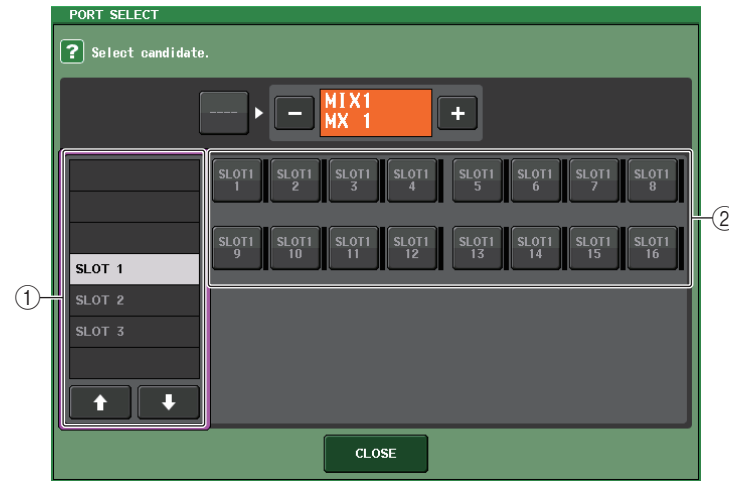 PORT SELECT
? Select candidate.
---- − MIX1 +
MX 1
SLOT1 1 SLOT1 2 SLOT1 3 SLOT1 4 SLOT1 5 SLOT1 6 SLOT1 7 SLOT1 8
SLOT1 9 SLOT1 10 SLOT1 11 SLOT1 12 SLOT1 13 SLOT1 14 SLOT1 15 SLOT1 16
②
SLOT 1
①
SLOT 2
SLOT 3
CLOSE